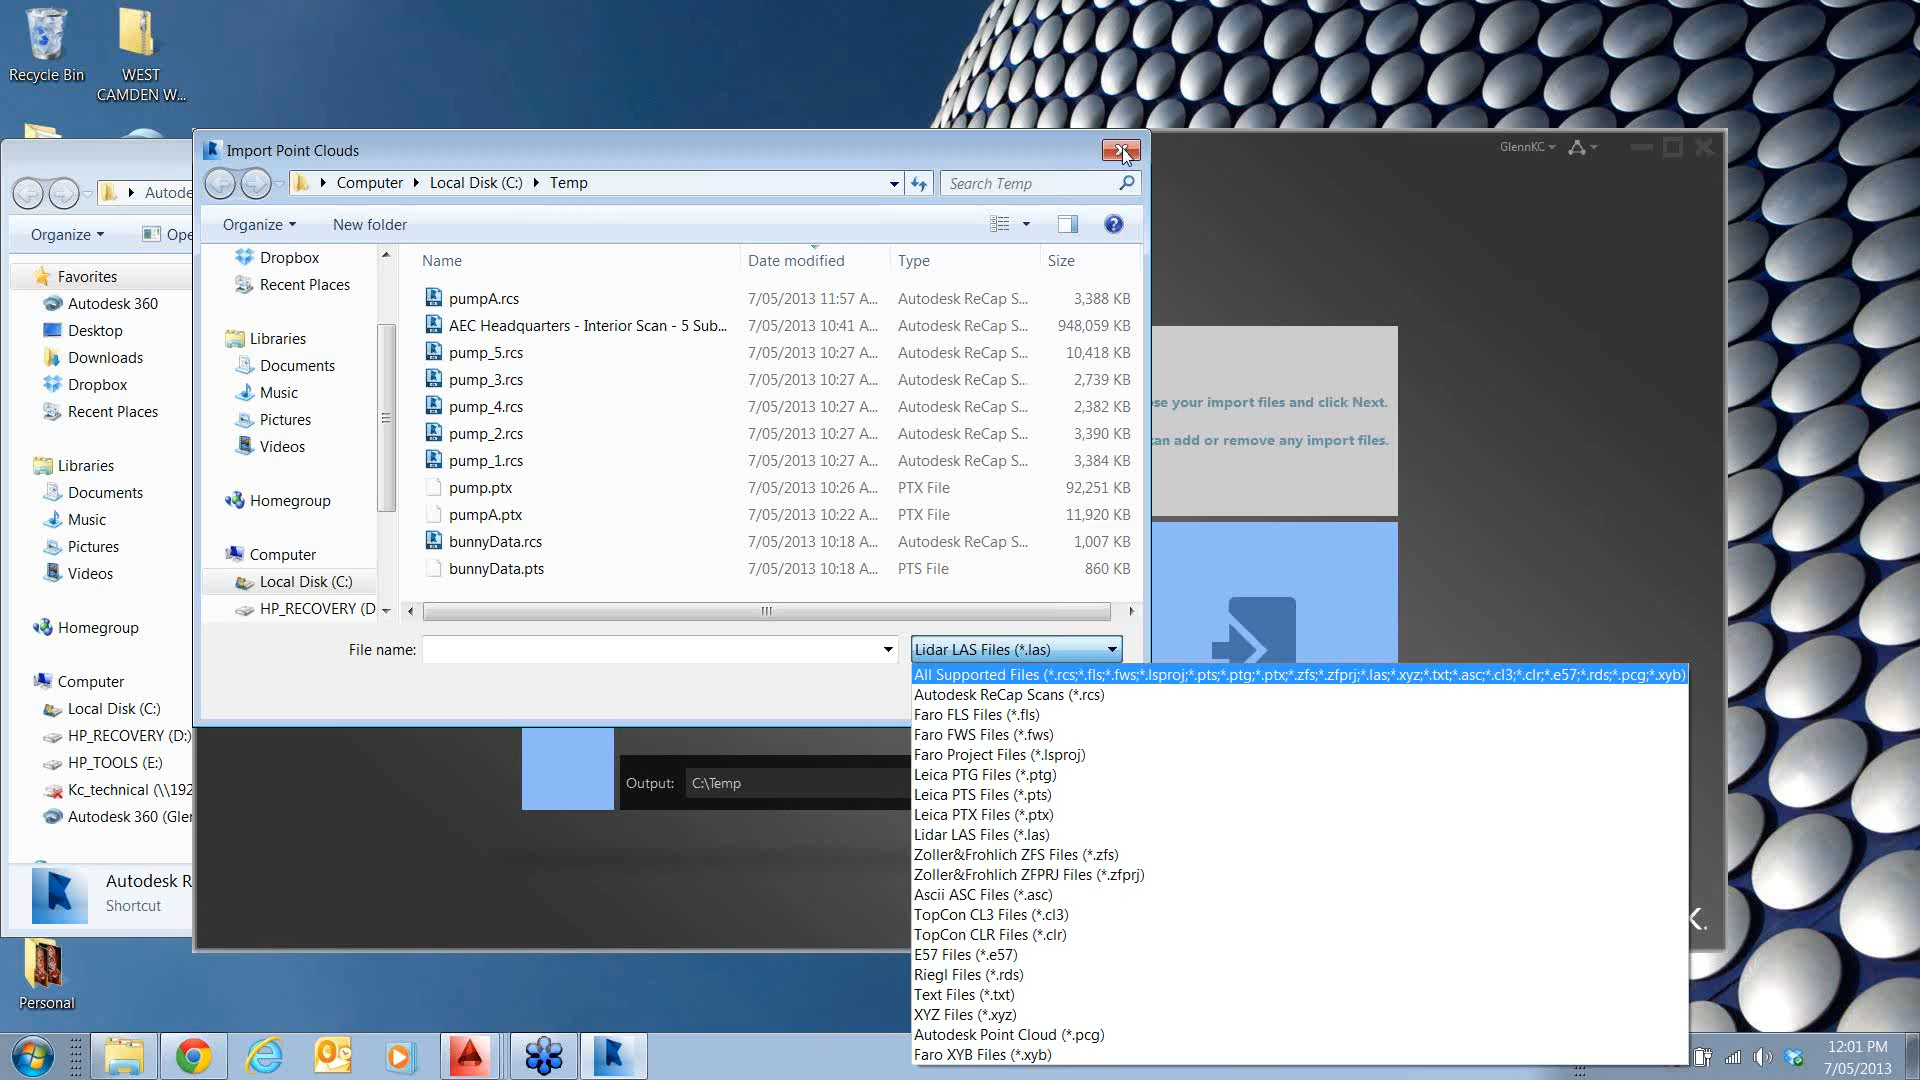 Recycle Bin
WEST CAMDEN W...
Import Point Clouds
GlennKC
Computer
Local Disk (C:)
Temp
Search Temp
Autode
Organize
New folder
Organize
Ope
Dropbox
Recent Places
Libraries
Documents
Music
Pictures
Videos
Homegroup
Computer
Local Disk (C:)
HP_RECOVERY (D
Name Date modified Type Size
pumpA.rcs 7/05/2013 11:57 A... Autodesk ReCap S... 3,388 KB
AEC Headquarters - Interior Scan - 5 Sub... 7/05/2013 10:41 A... Autodesk ReCap S... 948,059 KB
pump_5.rcs 7/05/2013 10:27 A... Autodesk ReCap S... 10,418 KB
pump_3.rcs 7/05/2013 10:27 A... Autodesk ReCap S... 2,739 KB
pump_4.rcs 7/05/2013 10:27 A... Autodesk ReCap S... 2,382 KB
pump_2.rcs 7/05/2013 10:27 A... Autodesk ReCap S... 3,390 KB
pump_1.rcs 7/05/2013 10:27 A... Autodesk ReCap S... 3,384 KB
pump.ptx 7/05/2013 10:26 A... PTX File 92,251 KB
pumpA.ptx 7/05/2013 10:22 A... PTX File 11,920 KB
bunnyData.rcs 7/05/2013 10:18 A... Autodesk ReCap S... 1,007 KB
bunnyData.pts 7/05/2013 10:18 A... PTS File 860 KB
Favorites
Autodesk 360
Desktop
Downloads
Dropbox
Recent Places
Libraries
Documents
Music
Pictures
Videos
Homegroup
Computer
Local Disk (C:)
HP_RECOVERY (D:)
HP_TOOLS (E:)
Kc_technical (\\192
Autodesk 360 (Gler
Autodesk R
Shortcut
se your import files and click Next.
an add or remove any import files.
File name:
Lidar LAS Files (*.las)
All Supported Files (*.rcs;*.fls;*.fws;*.lsproj;*.pts;*.ptg;*.ptx;*.zfs;*.zfprj;*.las;*.xyz;*.txt;*.asc;*.cl3;*.clr;*.e57;*.rds;*.pcg;*.xyb)
Autodesk ReCap Scans (*.rcs)
Faro FLS Files (*.fls)
Faro FWS Files (*.fws)
Faro Project Files (*.lsproj)
Leica PTG Files (*.ptg)
Leica PTS Files (*.pts)
Leica PTX Files (*.ptx)
Lidar LAS Files (*.las)
Zoller&Frohlich ZFS Files (*.zfs)
Zoller&Frohlich ZFPRJ Files (*.zfprj)
Ascii ASC Files (*.asc)
TopCon CL3 Files (*.cl3)
TopCon CLR Files (*.clr)
E57 Files (*.e57)
Riegl Files (*.rds)
Text Files (*.txt)
XYZ Files (*.xyz)
Autodesk Point Cloud (*.pcg)
Faro XYB Files (*.xyb)
Output: C:\Temp
K.
Personal
12:01 PM
7/05/2013